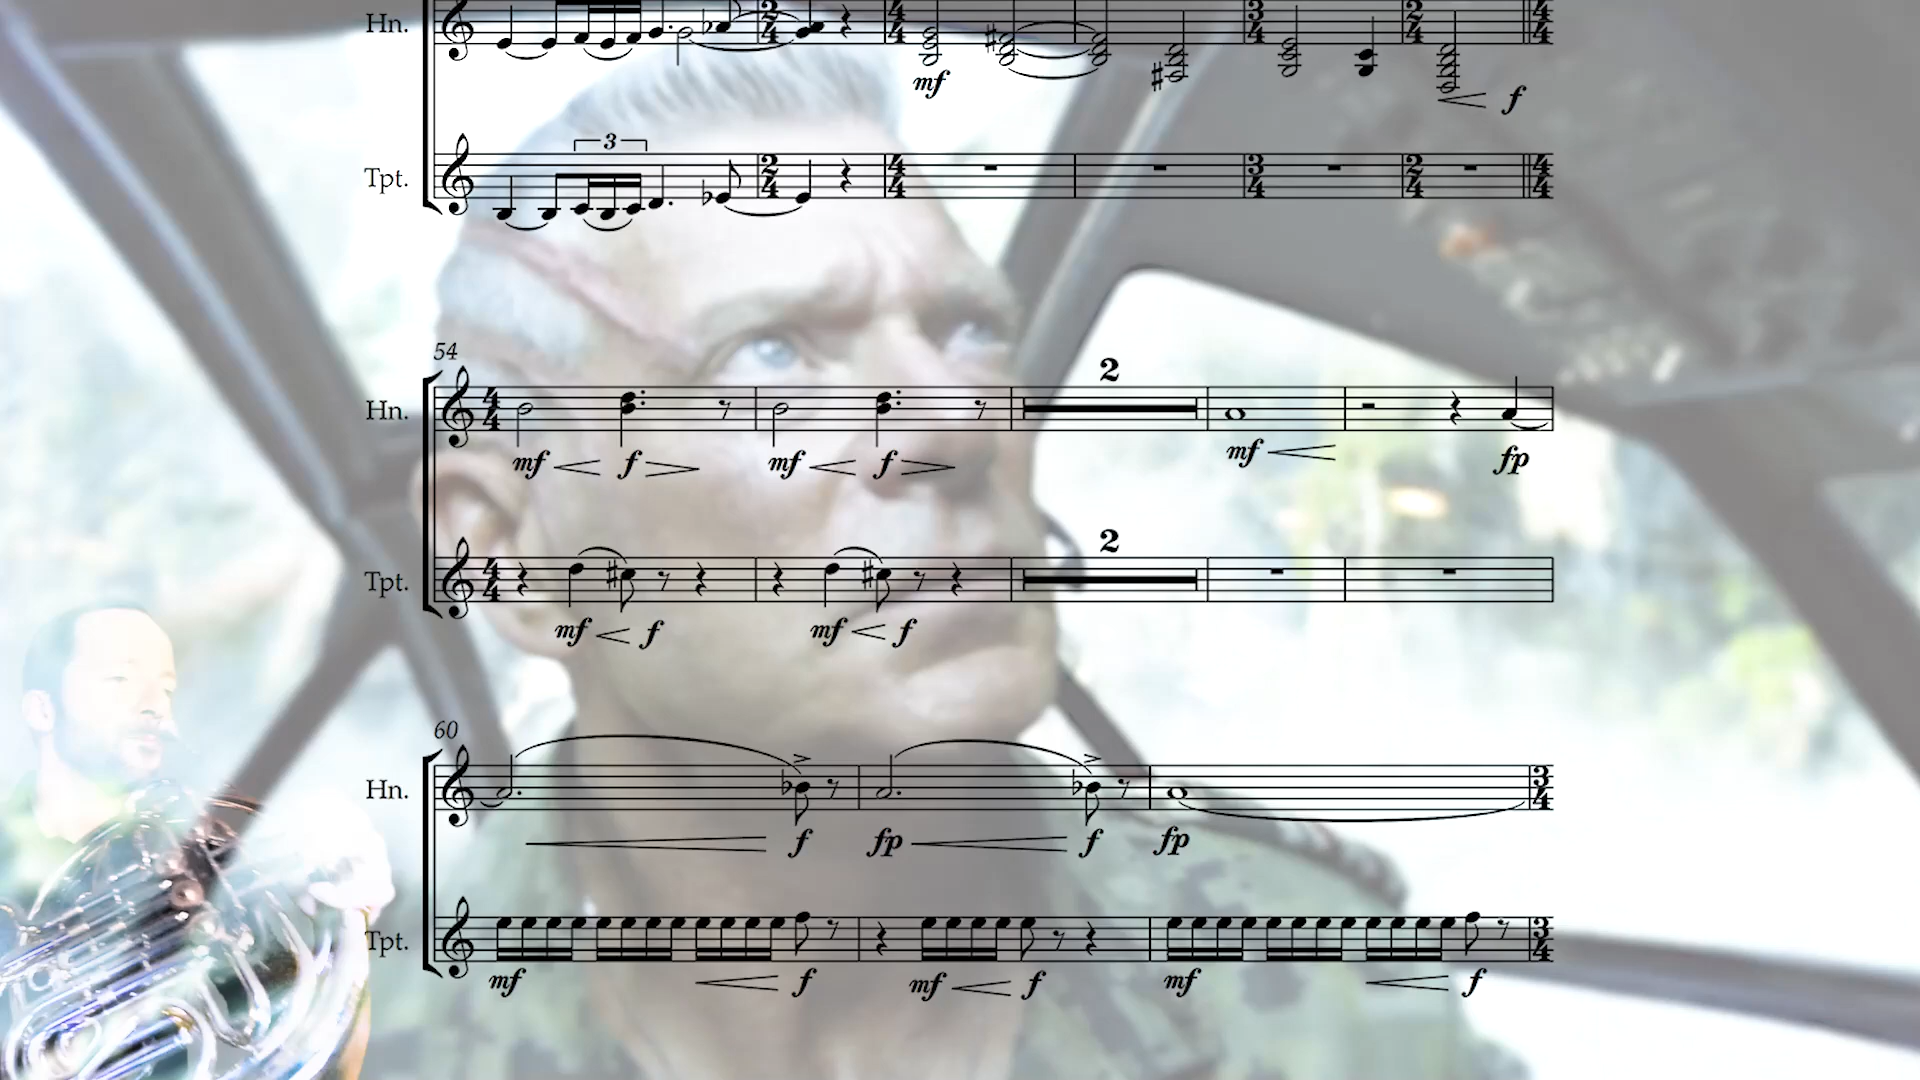 Hn.
mf
f
3
Tpt.
54
2
Hn.
mf f mf f mf fp
2
Tpt.
mf f mf f
60
Hn.
f fp f fp
Tpt.
mf f mf f mf f